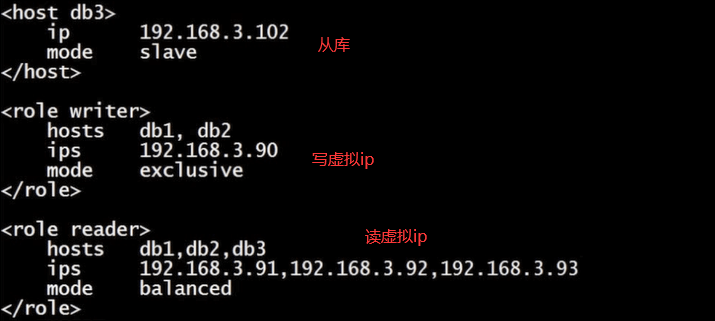 <host db3>
ip 192.168.3.102
mode slave
从库
</host>
<role writer>
hosts db1, db2
ips 192.168.3.90
写虚拟ip
mode exclusive
</role>
<role reader>
读虚拟ip
hosts db1,db2,db3
ips 192.168.3.91,192.168.3.92,192.168.3.93
mode balanced
</role>